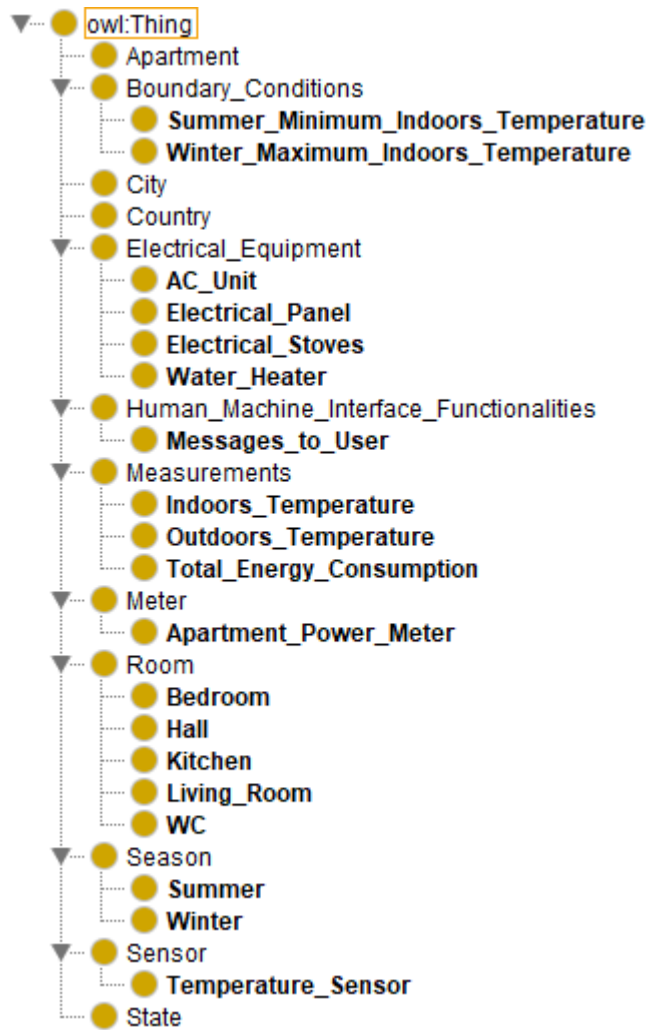 owl:Thing
Apartment
Boundary_Conditions
Summer_Minimum_Indoors_Temperature
Winter_Maximum_Indoors_Temperature
City
Country
Electrical_Equipment
AC_Unit
Electrical_Panel
Electrical_Stoves
Water_Heater
Human_Machine_Interface_Functionalities
Messages_to_User
Measurements
Indoors_Temperature
Outdoors_Temperature
Total_Energy_Consumption
Meter
Apartment_Power_Meter
Room
Bedroom
Hall
Kitchen
Living_Room
WC
Season
Summer
Winter
Sensor
Temperature_Sensor
State